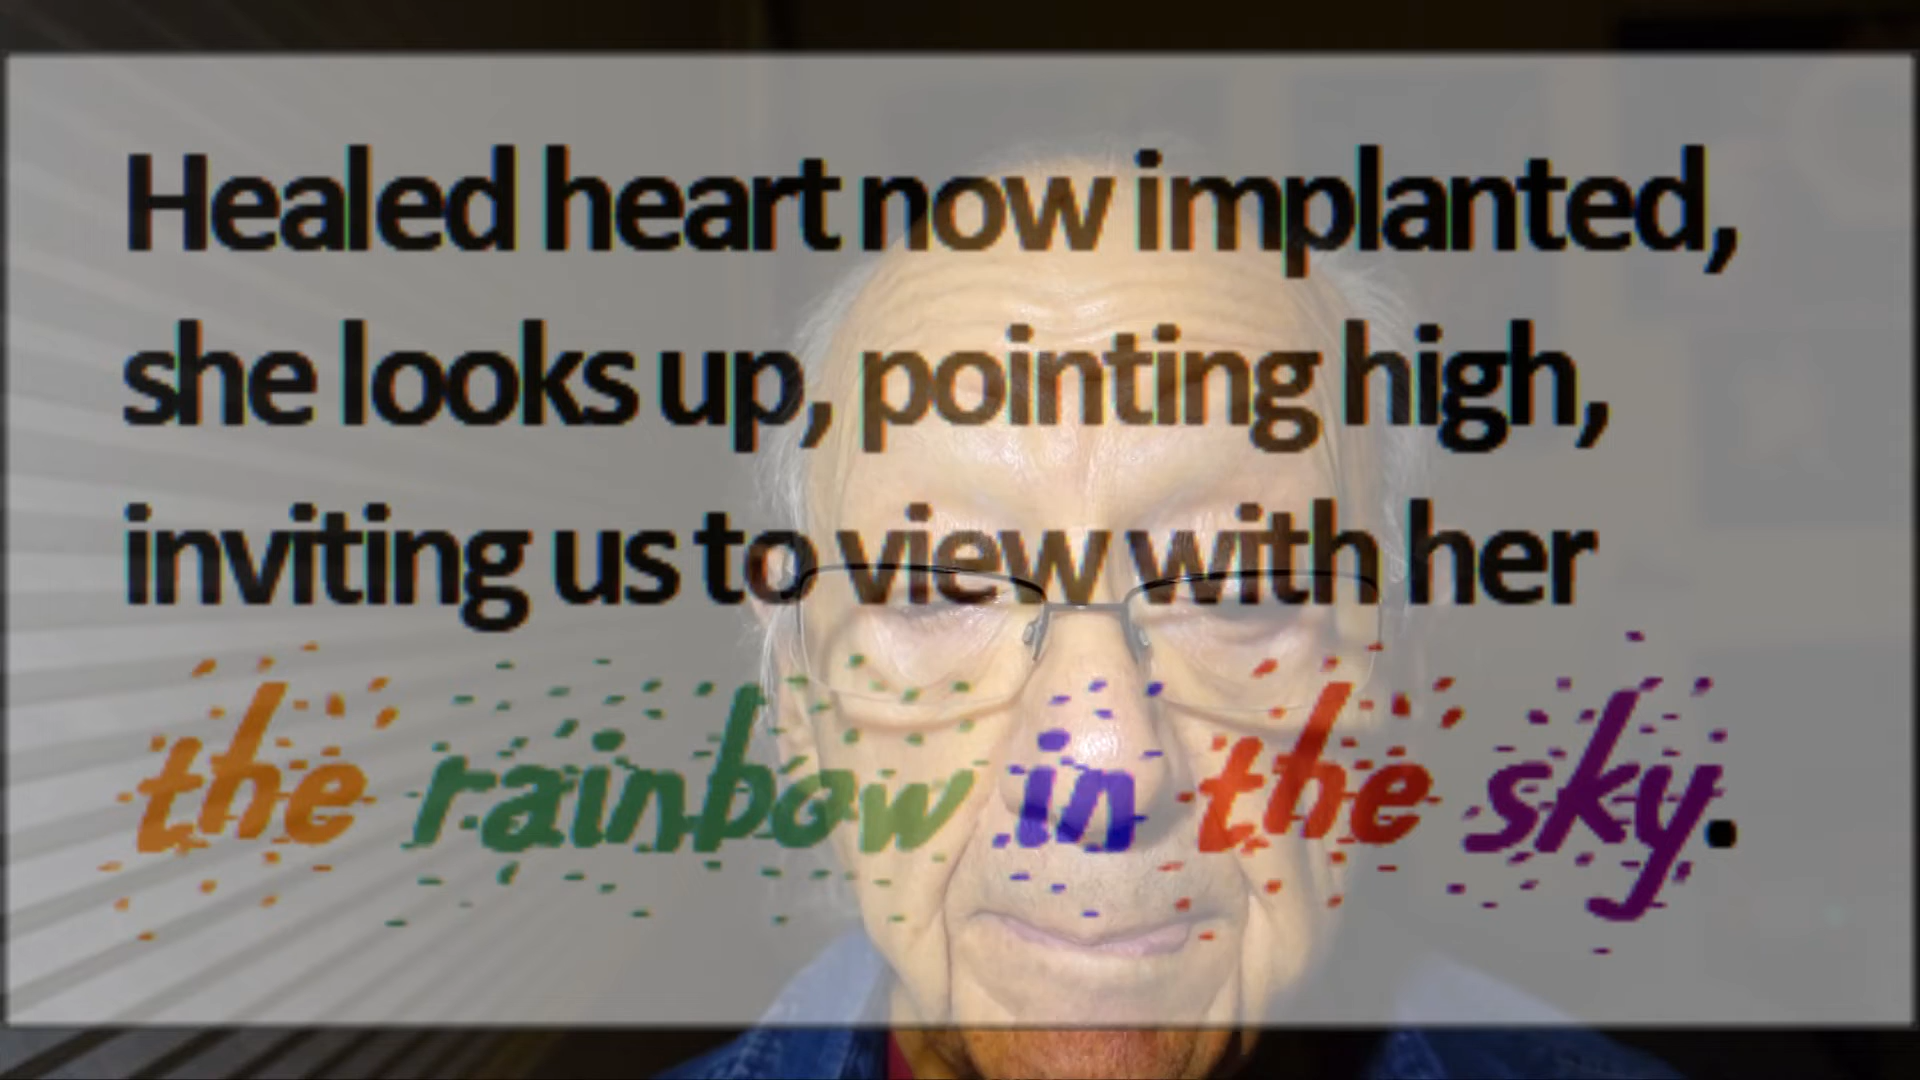 Healed heart now implanted,
she looks up, pointing high,
inviting us to view with her
the rainbow in the sky.